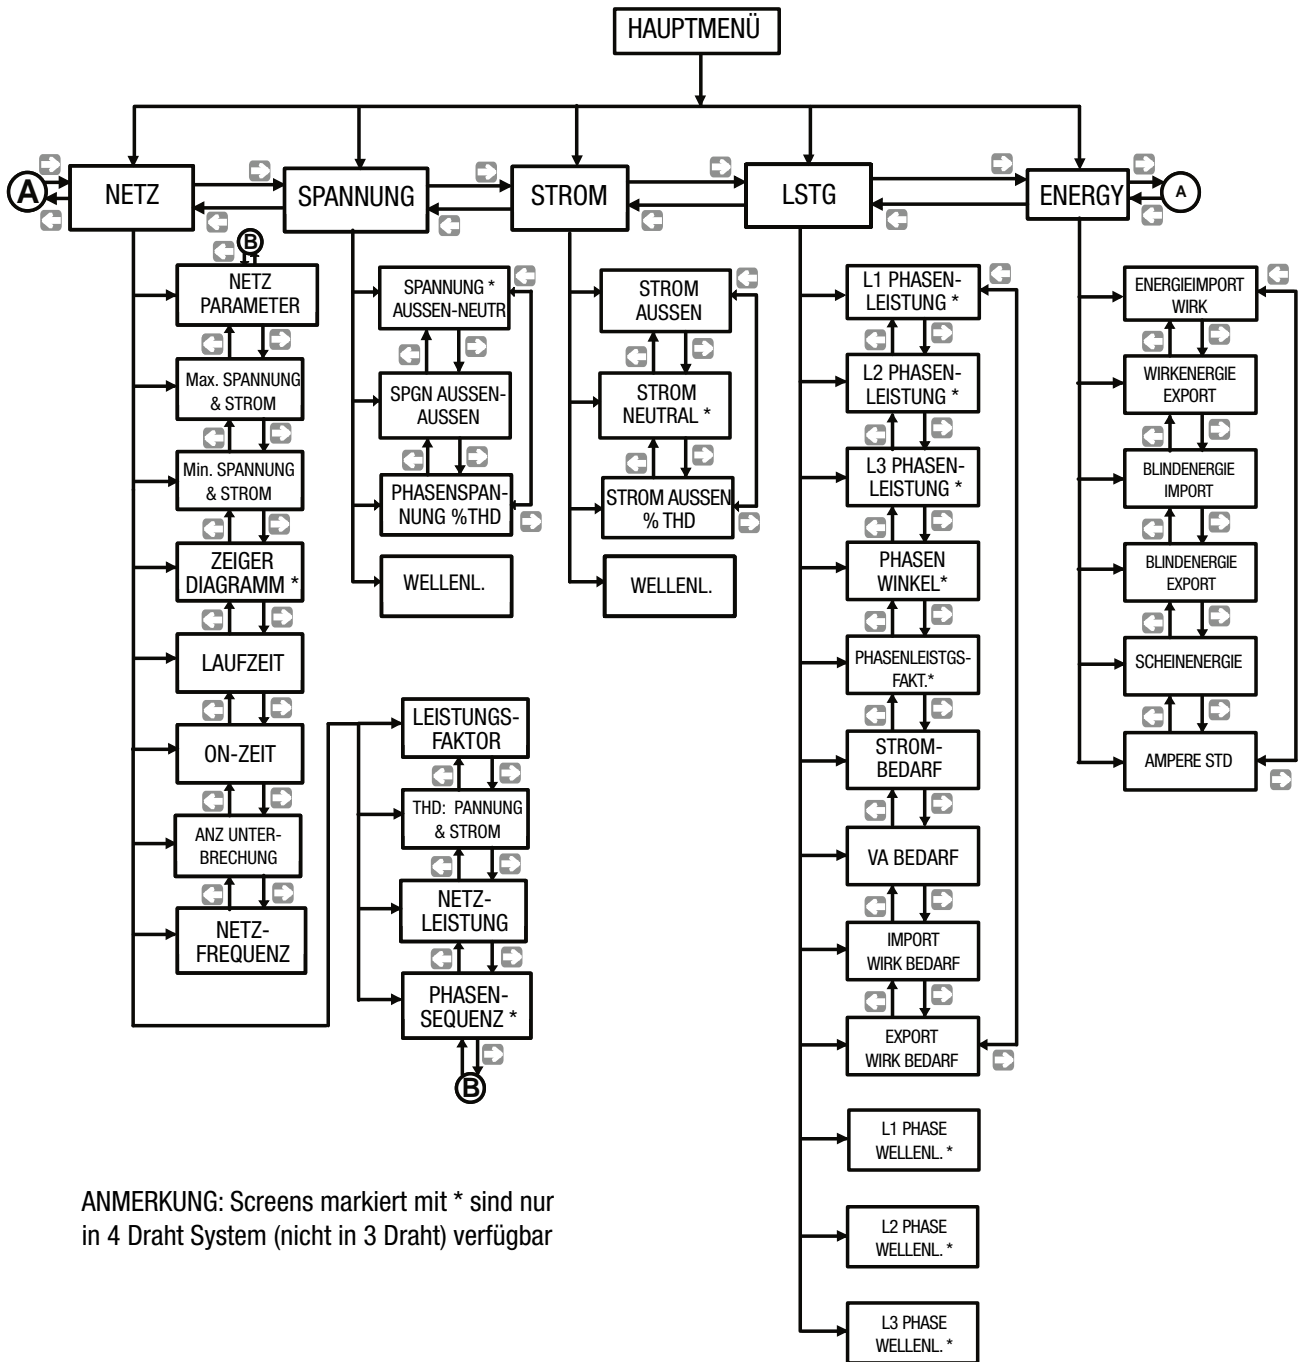 HAUPTMENÜ
A
NETZ
SPANNUNG
STROM
LSTG
ENERGY
A
B
NETZ
PARAMETER
Max. SPANNUNG
& STROM
Min. SPANNUNG
& STROM
ZEIGER
DIAGRAMM *
LAUFZEIT
ON-ZEIT
ANZ UNTER-
BRECHUNG
NETZ-
FREQUENZ
LEISTUNGS-
FAKTOR
THD: PANNUNG
& STROM
NETZ-
LEISTUNG
PHASEN-
SEQUENZ *
B
SPANNUNG *
AUSSEN-NEUTR
SPGN AUSSEN-
AUSSEN
PHASENSPAN-
NUNG %THD
WELLENL.
STROM
AUSSEN
STROM
NEUTRAL *
STROM AUSSEN
% THD
WELLENL.
L1 PHASEN-
LEISTUNG *
L2 PHASEN-
LEISTUNG *
L3 PHASEN-
LEISTUNG *
PHASEN
WINKEL*
PHASENLEISTGS-
FAKT.*
STROM-
BEDARF
VA BEDARF
IMPORT
WIRK BEDARF
EXPORT
WIRK BEDARF
L1 PHASE
WELLENL. *
L2 PHASE
WELLENL. *
L3 PHASE
WELLENL. *
ENERGIEIMPORT
WIRK
WIRKENERGIE
EXPORT
BLINDENERGIE
IMPORT
BLINDENERGIE
EXPORT
SCHEINENERGIE
AMPERE STD
ANMERKUNG: Screens markiert mit * sind nur
in 4 Draht System (nicht in 3 Draht) verfügbar